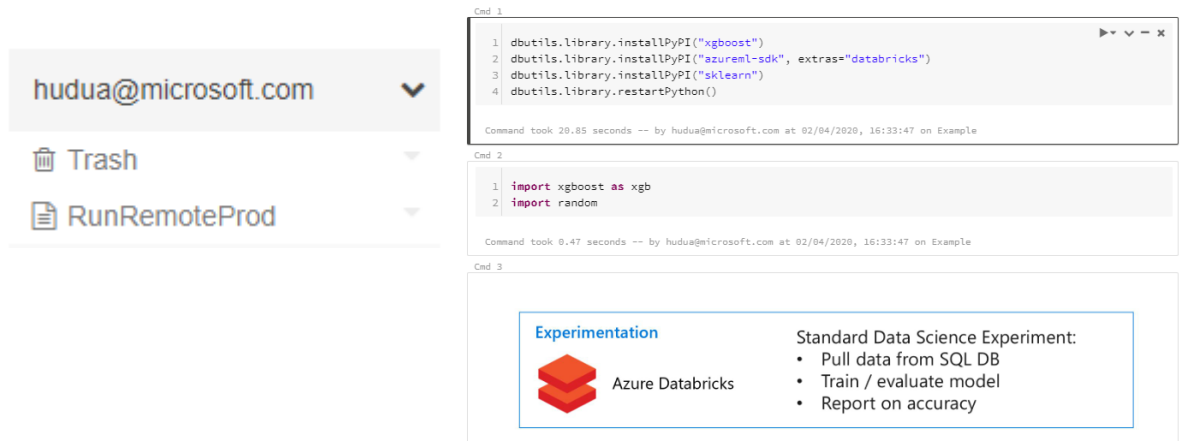 hudua@microsoft.com
Trash
RunRemoteProd
Cmd 1
1 dbutils.library.installPyPI("xgboost")
2 dbutils.library.installPyPI("azureml-sdk", extras="databricks")
3 dbutils.library.installPyPI("sklearn")
4 dbutils.library.restartPython()
Command took 20.85 seconds -- by hudua@microsoft.com at 02/04/2020, 16:33:47 on Example
Cmd 2
1 import xgboost as xgb
2 import random
Command took 0.47 seconds -- by hudua@microsoft.com at 02/04/2020, 16:33:47 on Example
Cmd 3
Experimentation
Azure Databricks
Standard Data Science Experiment:
• Pull data from SQL DB
• Train / evaluate model
• Report on accuracy